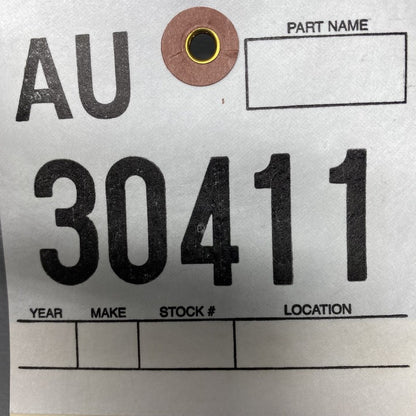 AU
PART NAME
30411
YEAR MAKE STOCK # LOCATION